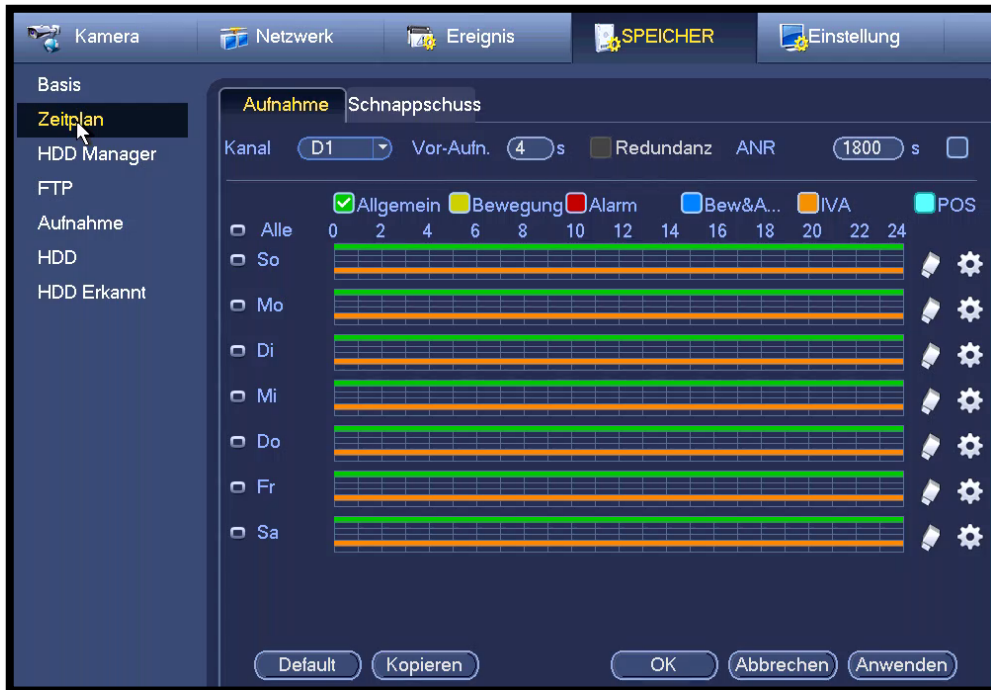 Kamera Netzwerk Ereignis SPEICHER Einstellung
Basis
Zeitplan
HDD Manager
FTP
Aufnahme
HDD
HDD Erkannt
Aufnahme Schnappschuss
Kanal D1 Vor-Aufn. 4 s Redundanz ANR 1800 s
Allgemein Bewegung Alarm Bew&A... IVA POS
Alle 0 2 4 6 8 10 12 14 16 18 20 22 24
So
Mo
Di
Mi
Do
Fr
Sa
Default Kopieren OK Abbrechen Anwenden